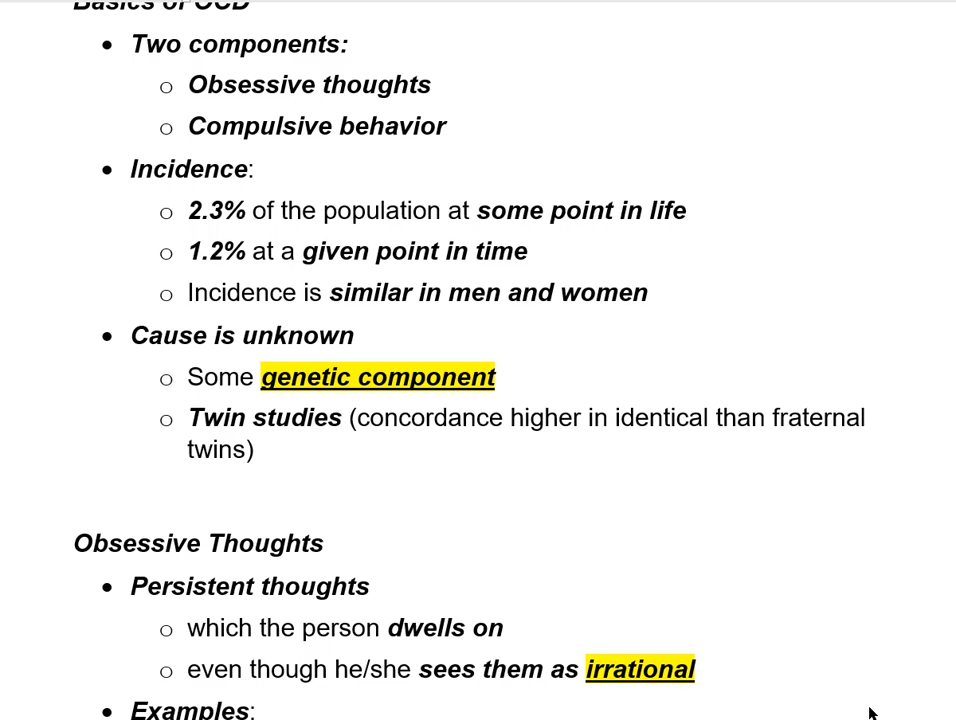 Basics of OCD
• Two components:
o Obsessive thoughts
o Compulsive behavior
• Incidence:
o 2.3% of the population at some point in life
o 1.2% at a given point in time
o Incidence is similar in men and women
• Cause is unknown
o Some genetic component
o Twin studies (concordance higher in identical than fraternal
twins)
Obsessive Thoughts
• Persistent thoughts
o which the person dwells on
o even though he/she sees them as irrational
• Examples: